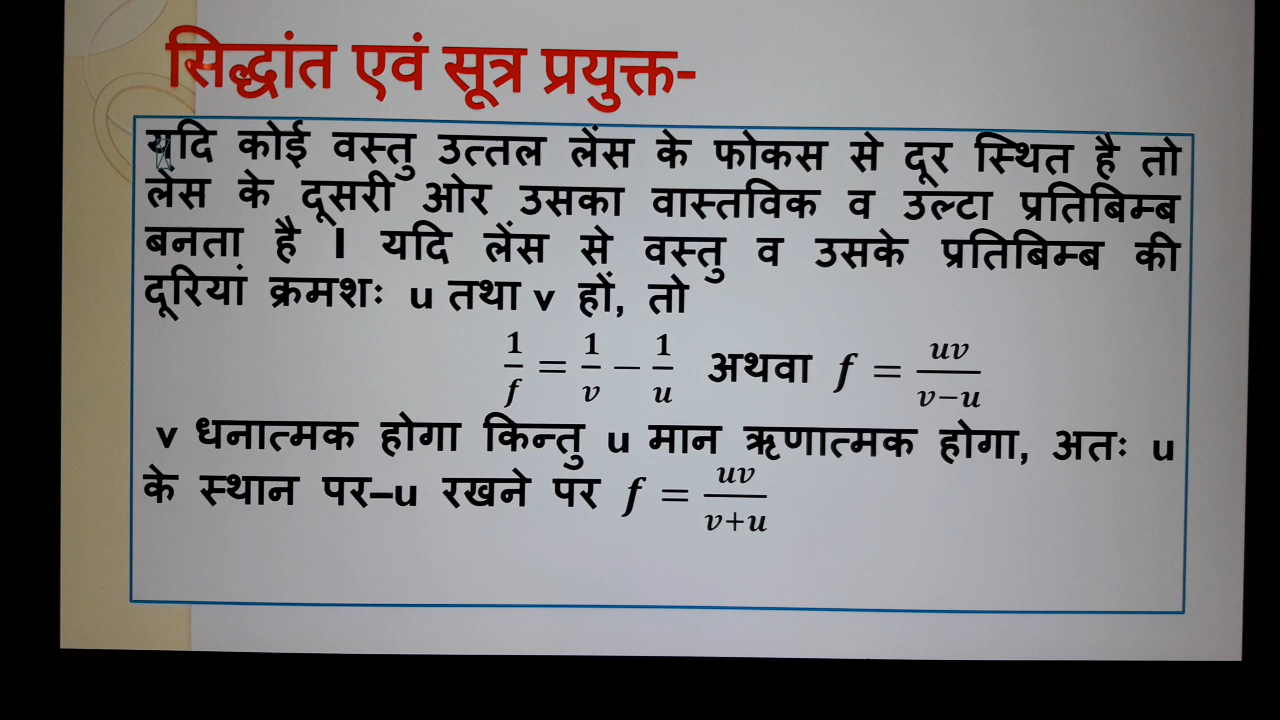 सिद्धांत एवं सूत्र प्रयुक्त-
यदि कोई वस्तु उत्तल लेंस के फोकस से दूर स्थित है तो
लेंस के दूसरी ओर उसका वास्तविक व उल्टा प्रतिबिम्ब
बनता है I यदि लेंस से वस्तु व उसके प्रतिबिम्ब की
दूरियां क्रमशः u तथा v हों, तो
1/f = 1/v − 1/u अथवा f = uv/(v−u)
v धनात्मक होगा किन्तु u मान ऋणात्मक होगा, अतः u
के स्थान पर–u रखने पर f = uv/(v+u)